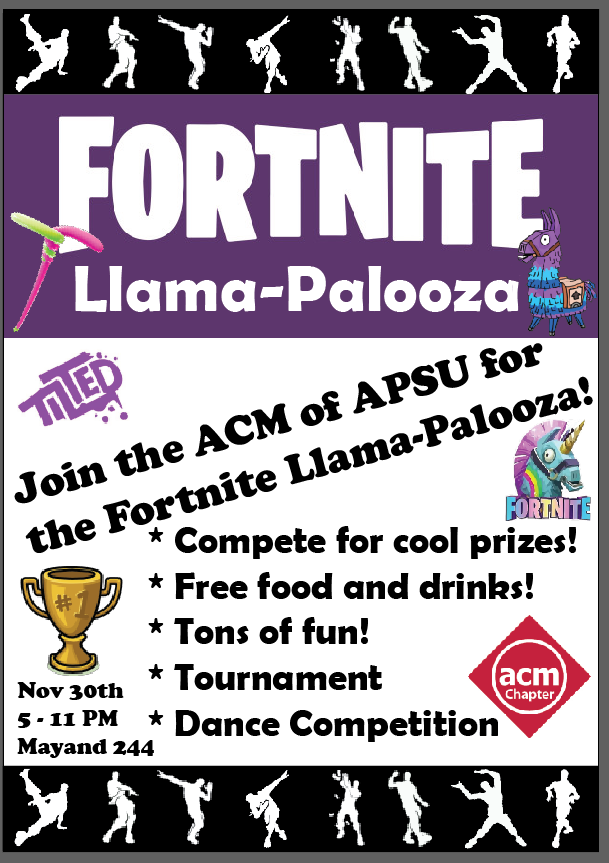 FORTNITE
Llama-Palooza
TILTED
Join the ACM of APSU for
the Fortnite Llama-Palooza!
FORTNITE
* Compete for cool prizes!
* Free food and drinks!
* Tons of fun!
* Tournament
* Dance Competition
#1
acm
Chapter
Nov 30th
5 - 11 PM
Mayand 244